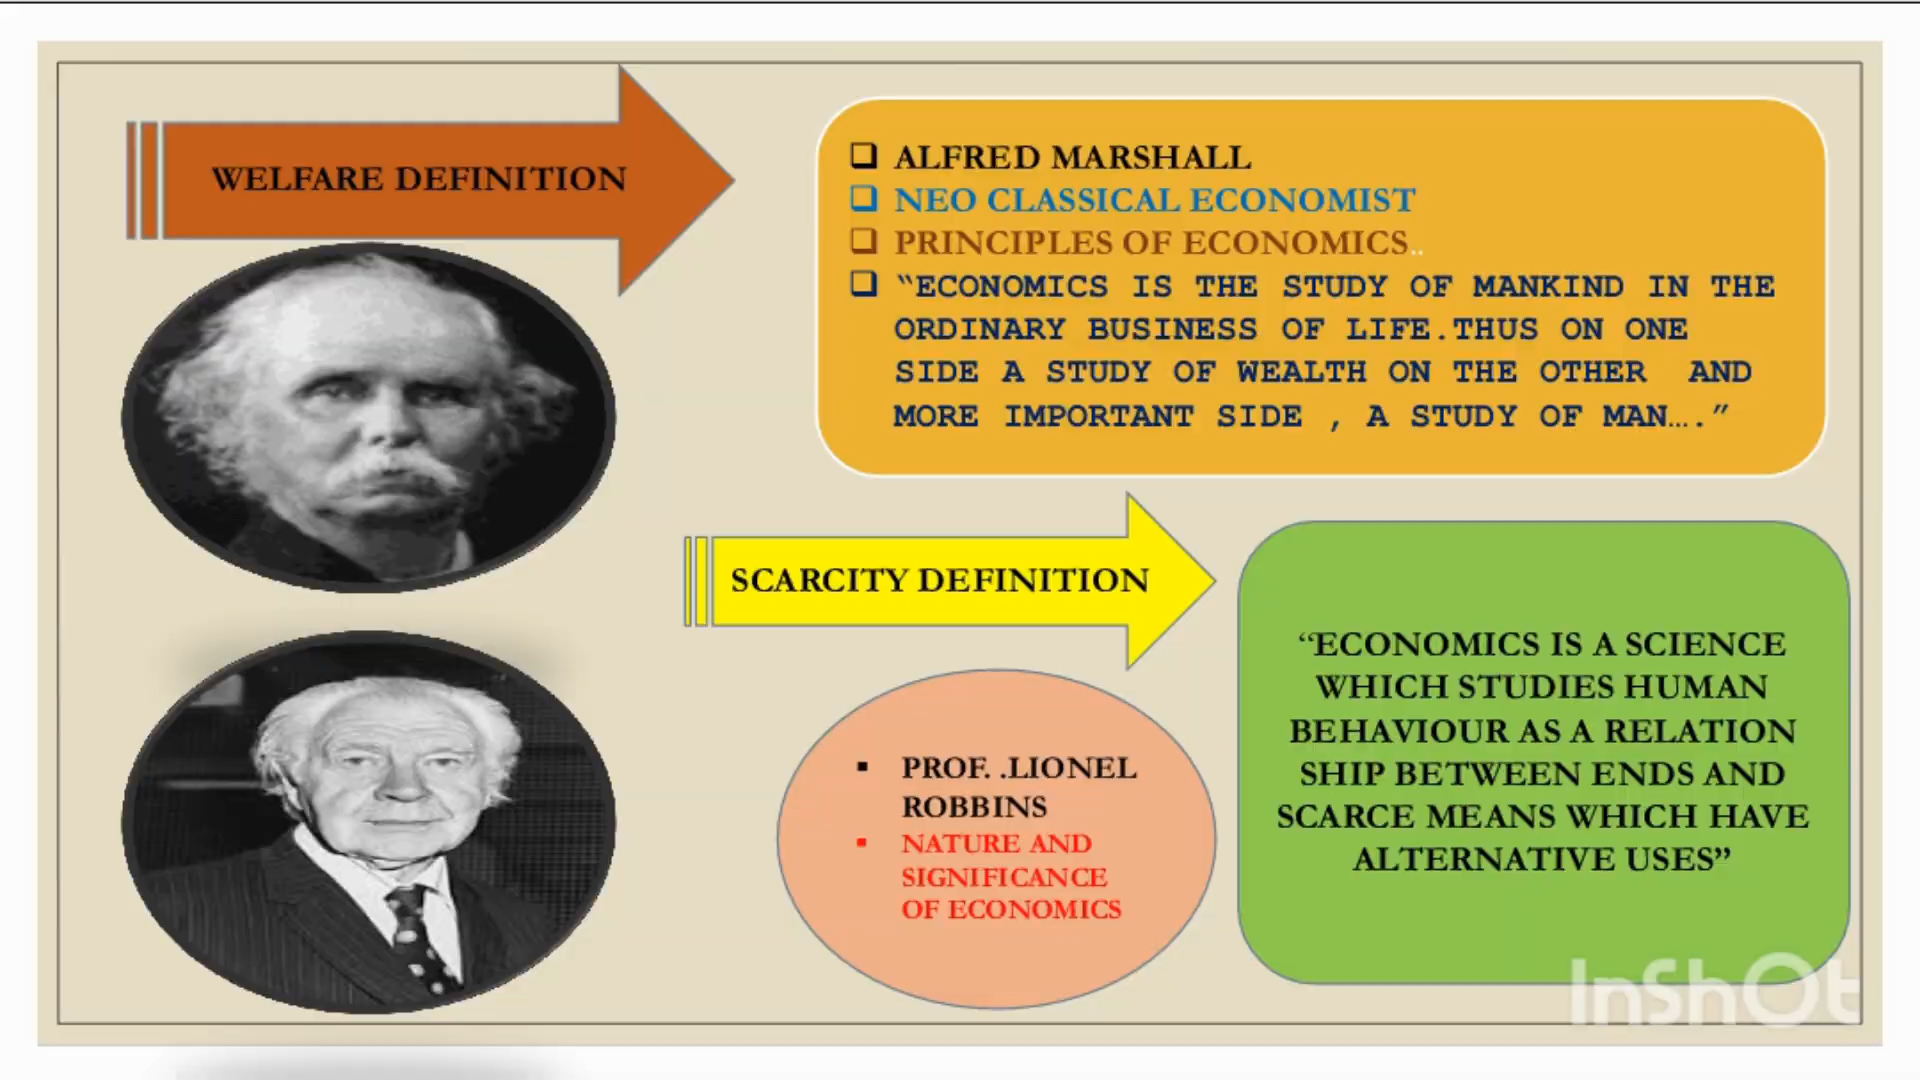 WELFARE DEFINITION
ALFRED MARSHALL
NEO CLASSICAL ECONOMIST
PRINCIPLES OF ECONOMICS..
“ECONOMICS IS THE STUDY OF MANKIND IN THE
ORDINARY BUSINESS OF LIFE.THUS ON ONE
SIDE A STUDY OF WEALTH ON THE OTHER AND
MORE IMPORTANT SIDE , A STUDY OF MAN….”
SCARCITY DEFINITION
PROF. .LIONEL
ROBBINS
NATURE AND
SIGNIFICANCE
OF ECONOMICS
“ECONOMICS IS A SCIENCE
WHICH STUDIES HUMAN
BEHAVIOUR AS A RELATION
SHIP BETWEEN ENDS AND
SCARCE MEANS WHICH HAVE
ALTERNATIVE USES”
InShOt